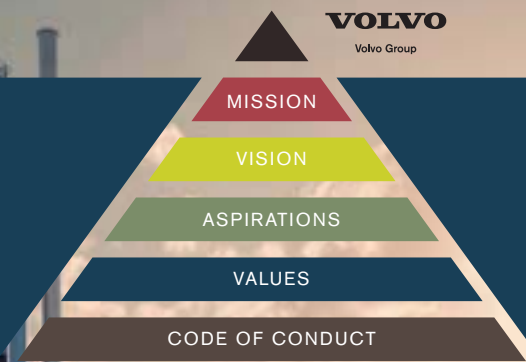 VOLVO
Volvo Group
MISSION
VISION
ASPIRATIONS
VALUES
CODE OF CONDUCT